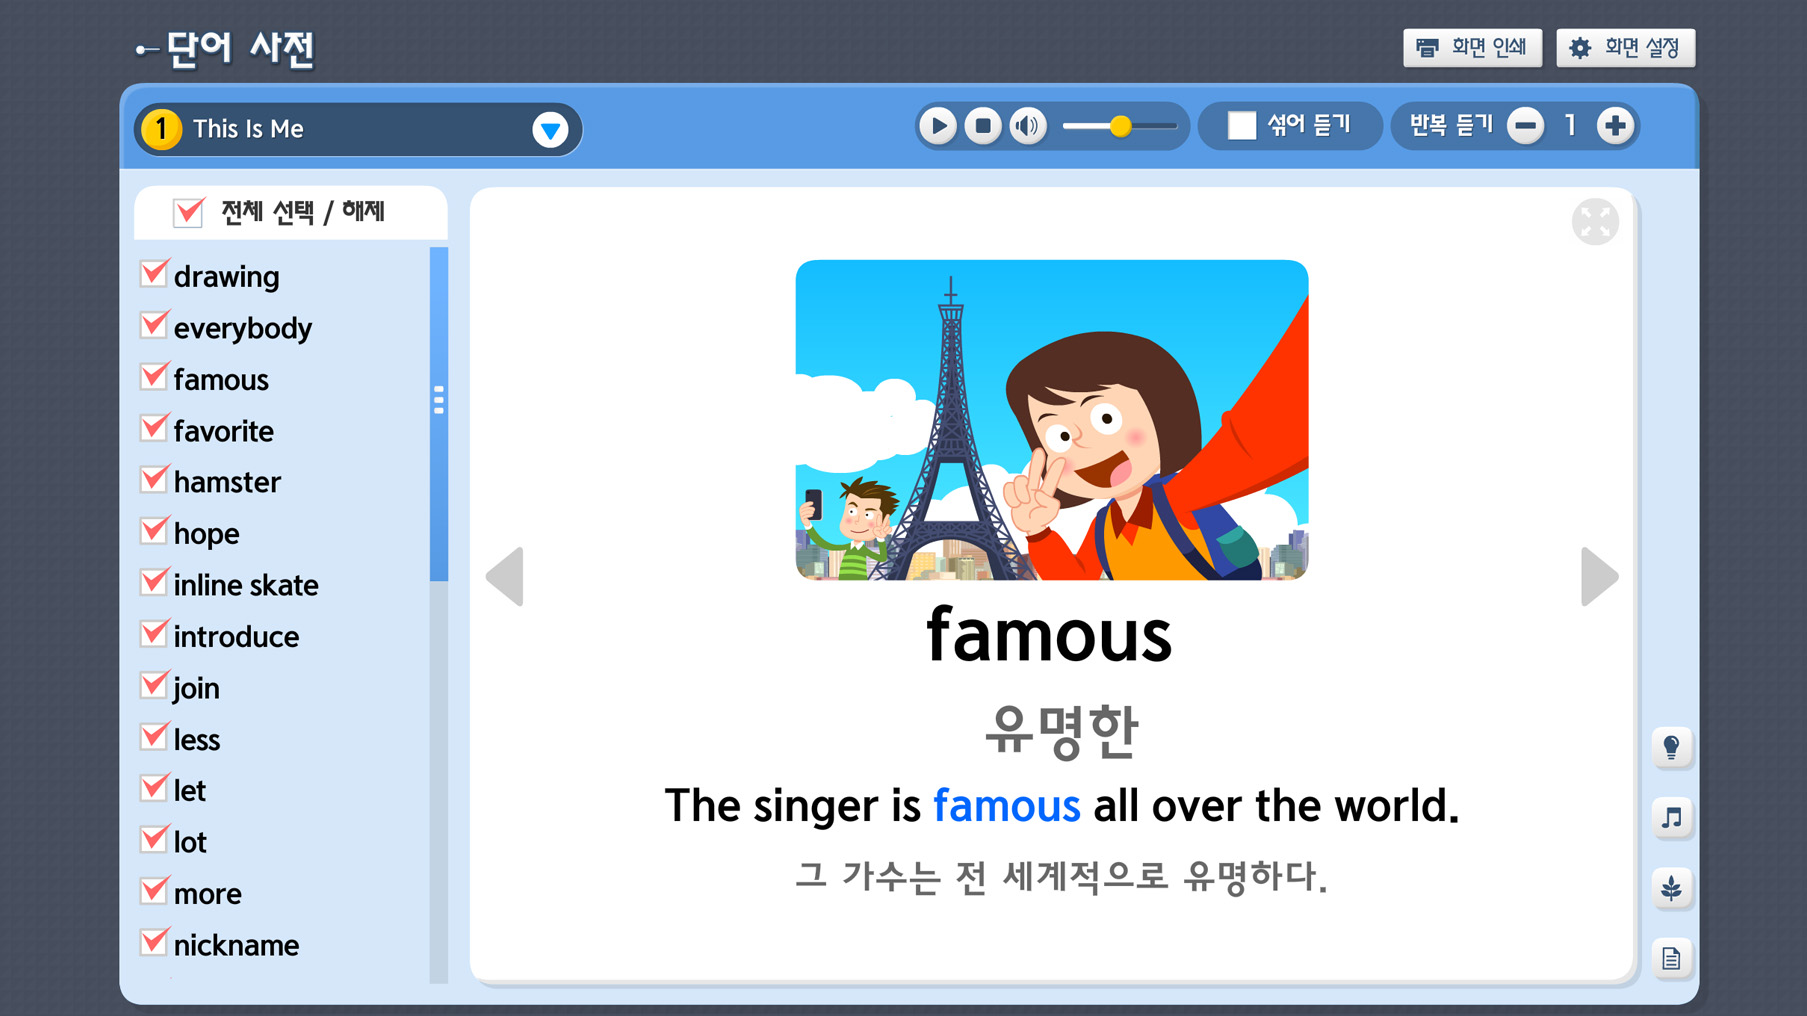 단어 사전
화면 인쇄
화면 설정
1 This Is Me
섞어 듣기
반복 듣기 1
전체 선택 / 해제
drawing
everybody
famous
favorite
hamster
hope
inline skate
introduce
join
less
let
lot
more
nickname
famous
유명한
The singer is famous all over the world.
그 가수는 전 세계적으로 유명하다.